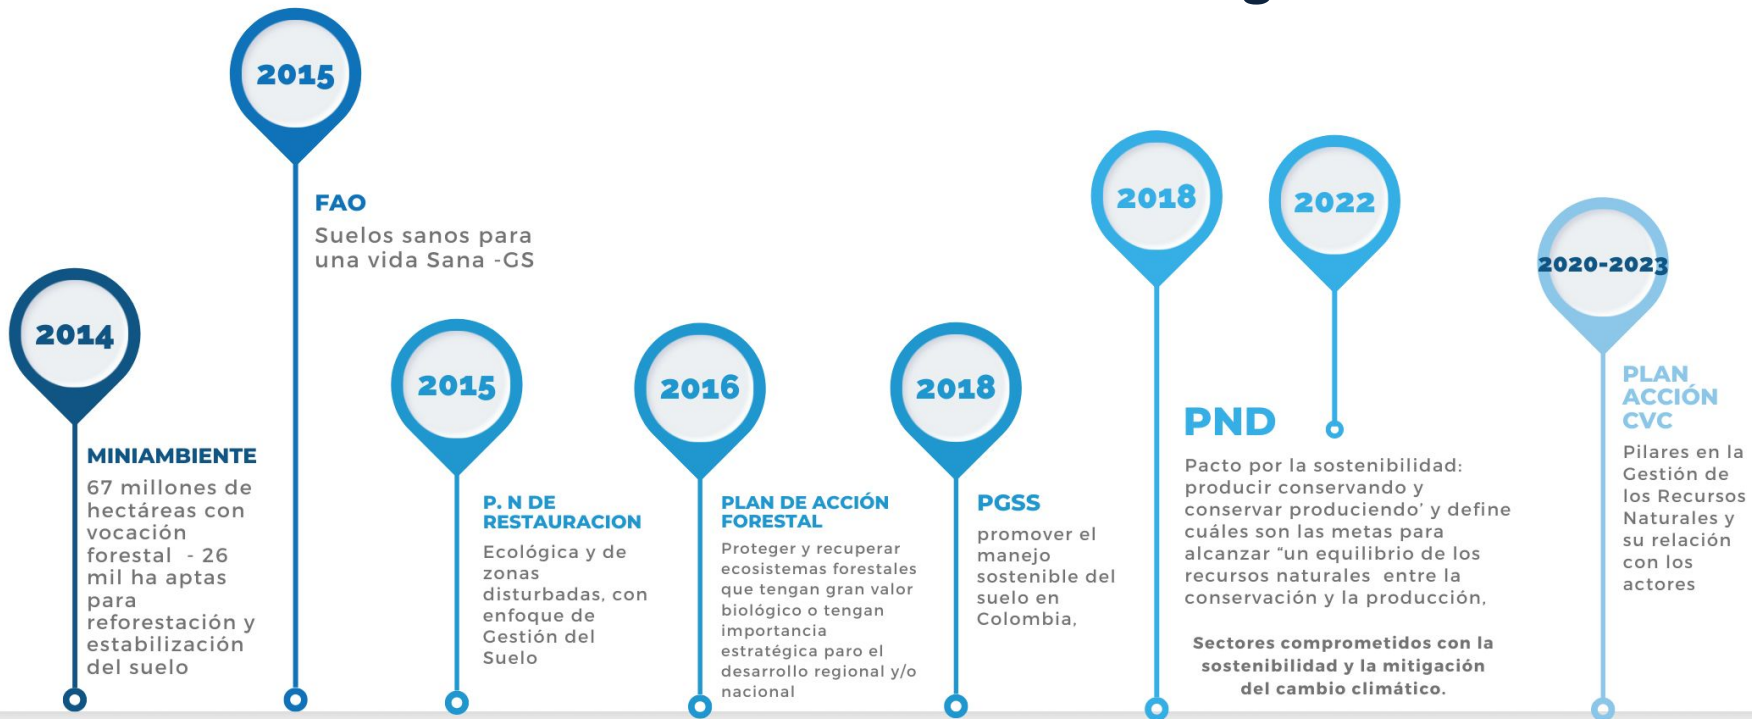 2014
MINIAMBIENTE
67 millones de
hectáreas con
vocación
forestal - 26
mil ha aptas
para
reforestación y
estabilización
del suelo
2015
FAO
Suelos sanos para
una vida Sana -GS
2015
P. N DE
RESTAURACION
Ecológica y de
zonas
disturbadas, con
enfoque de
Gestión del
Suelo
2016
PLAN DE ACCIÓN
FORESTAL
Proteger y recuperar
ecosistemas forestales
que tengan gran valor
biológico o tengan
importancia
estratégica paro el
desarrollo regional y/o
nacional
2018
PGSS
promover el
manejo
sostenible del
suelo en
Colombia,
2018
2022
PND
Pacto por la sostenibilidad:
producir conservando y
conservar produciendo’ y define
cuáles son las metas para
alcanzar “un equilibrio de los
recursos naturales entre la
conservación y la producción,
Sectores comprometidos con la
sostenibilidad y la mitigación
del cambio climático.
2020-2023
PLAN
ACCIÓN
CVC
Pilares en la
Gestión de
los Recursos
Naturales y
su relación
con los
actores